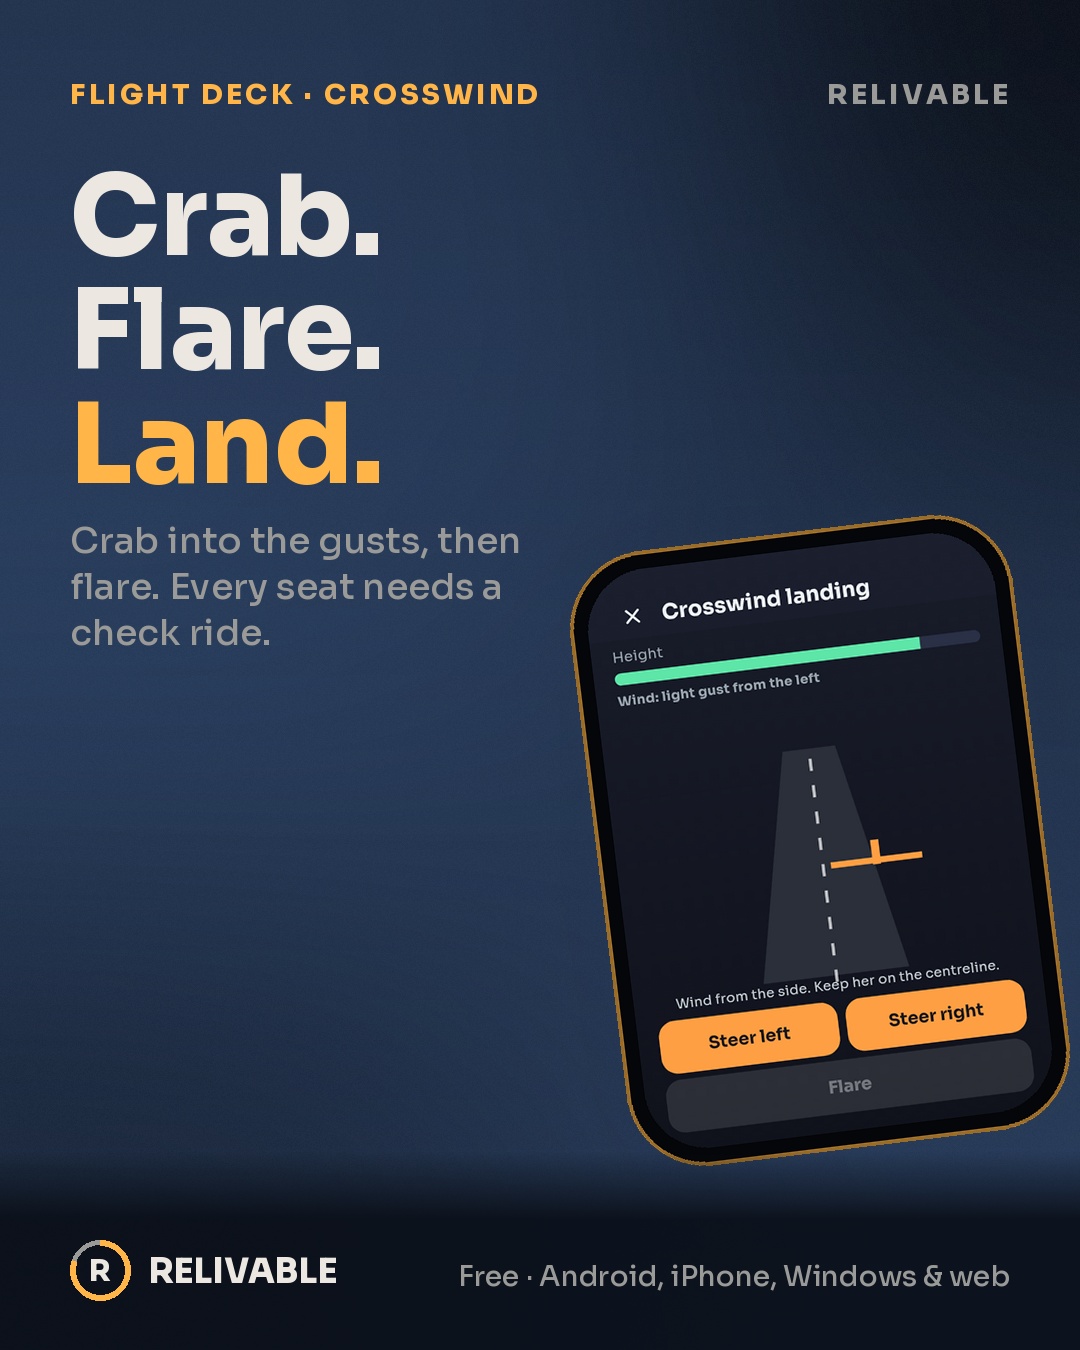 FLIGHT DECK · CROSSWIND
RELIVABLE
Crab.
Flare.
Land.
Crab into the gusts, then
flare. Every seat needs a
check ride.
Crosswind landing
Height
Wind: light gust from the left
Wind from the side. Keep her on the centreline.
Steer left
Steer right
Flare
R
RELIVABLE
Free · Android, iPhone, Windows & web